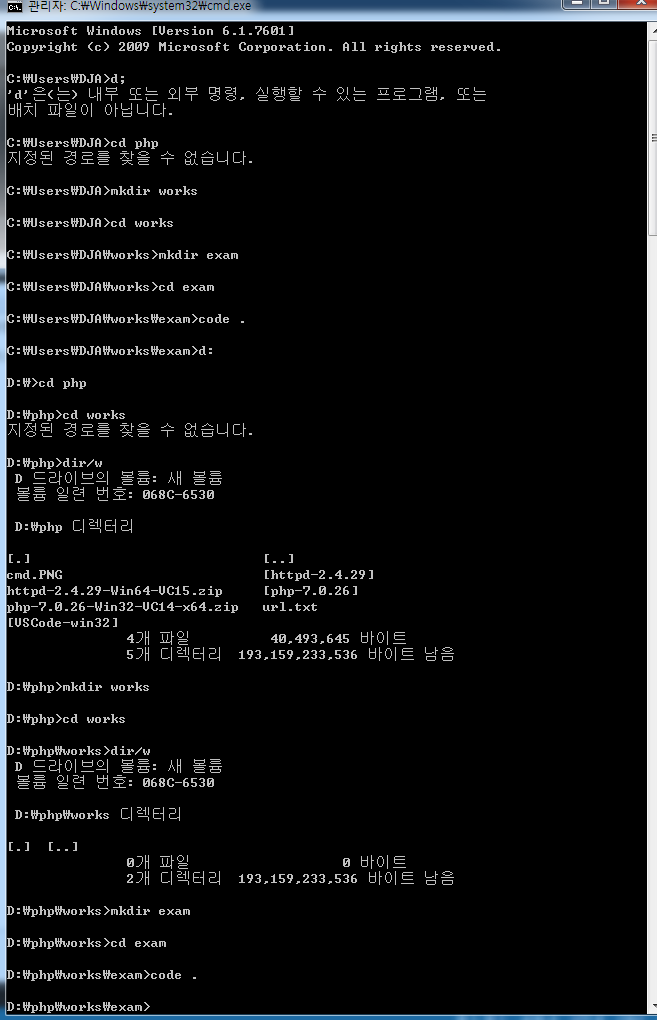 관리자: C:₩Windows₩system32₩cmd.exe
Microsoft Windows [Version 6.1.7601]
Copyright (c) 2009 Microsoft Corporation. All rights reserved.
C:₩Users₩DJA>d;
'd'은(는) 내부 또는 외부 명령, 실행할 수 있는 프로그램, 또는
배치 파일이 아닙니다.
C:₩Users₩DJA>cd php
지정된 경로를 찾을 수 없습니다.
C:₩Users₩DJA>mkdir works
C:₩Users₩DJA>cd works
C:₩Users₩DJA₩works>mkdir exam
C:₩Users₩DJA₩works>cd exam
C:₩Users₩DJA₩works₩exam>code .
C:₩Users₩DJA₩works₩exam>d:
D:₩>cd php
D:₩php>cd works
지정된 경로를 찾을 수 없습니다.
D:₩php>dir/w
D 드라이브의 볼륨: 새 볼륨
볼륨 일련 번호: 068C-6530
D:₩php 디렉터리
[.] [..]
cmd.PNG [httpd-2.4.29]
httpd-2.4.29-Win64-VC15.zip [php-7.0.26]
php-7.0.26-Win32-VC14-x64.zip url.txt
[VSCode-win32]
4개 파일 40,493,645 바이트
5개 디렉터리 193,159,233,536 바이트 남음
D:₩php>mkdir works
D:₩php>cd works
D:₩php₩works>dir/w
D 드라이브의 볼륨: 새 볼륨
볼륨 일련 번호: 068C-6530
D:₩php₩works 디렉터리
[.] [..]
0개 파일 0 바이트
2개 디렉터리 193,159,233,536 바이트 남음
D:₩php₩works>mkdir exam
D:₩php₩works>cd exam
D:₩php₩works₩exam>code .
D:₩php₩works₩exam>